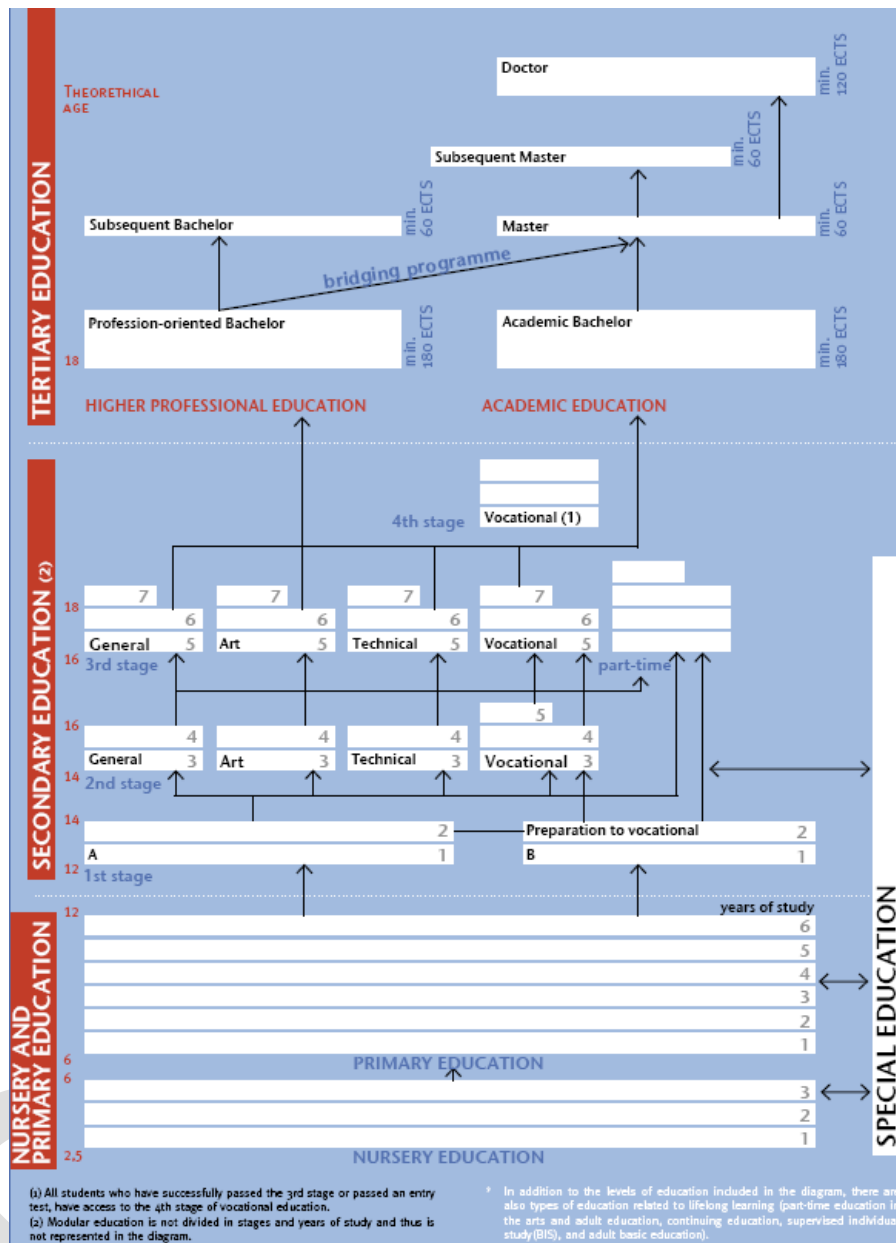 TERTIARY EDUCATION
THEORETHICAL
AGE
Doctor
min.
120 ECTS
Subsequent Master
min.
60 ECTS
Subsequent Bachelor
min.
60 ECTS
Master
min.
60 ECTS
bridging programme
Profession-oriented Bachelor
min.
180 ECTS
Academic Bachelor
min.
180 ECTS
18
HIGHER PROFESSIONAL EDUCATION
ACADEMIC EDUCATION
SECONDARY EDUCATION (2)
4th stage
Vocational (1)
7 7 7 7
18
6 6 6 6
General 5 Art 5 Technical 5 Vocational 5
16
3rd stage
part-time
5
16
4 4 4 4
General 3 Art 3 Technical 3 Vocational 3
14
2nd stage
14
2 Preparation to vocational 2
A 1 B 1
12
1st stage
NURSERY AND
PRIMARY EDUCATION
12
years of study
6
5
4
3
2
1
6
PRIMARY EDUCATION
6
3
2
1
2,5
NURSERY EDUCATION
SPECIAL EDUCATION
(1) All students who have successfully passed the 3rd stage or passed an entry
test, have access to the 4th stage of vocational education.
(2) Modular education is not divided in stages and years of study and thus is
not represented in the diagram.
* In addition to the levels of education included in the diagram, there are
also types of education related to lifelong learning (part-time education in
the arts and adult education, continuing education, supervised individual
study(BIS), and adult basic education).